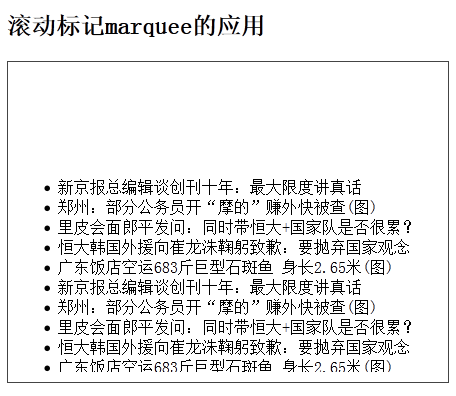 滚动标记marquee的应用
新京报总编辑谈创刊十年：最大限度讲真话
郑州：部分公务员开“摩的”赚外快被查(图)
里皮会面郎平发问：同时带恒大+国家队是否很累？
恒大韩国外援向崔龙洙鞠躬致歉：要抛弃国家观念
广东饭店空运683斤巨型石斑鱼 身长2.65米(图)
新京报总编辑谈创刊十年：最大限度讲真话
郑州：部分公务员开“摩的”赚外快被查(图)
里皮会面郎平发问：同时带恒大+国家队是否很累？
恒大韩国外援向崔龙洙鞠躬致歉：要抛弃国家观念
广东饭店空运683斤巨型石斑鱼 身长2.65米(图)